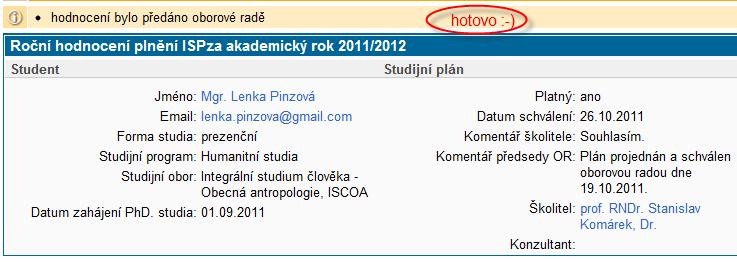 hodnocení bylo předáno oborové radě
hotovo :-)
Roční hodnocení plnění ISPza akademický rok 2011/2012
Student
Jméno: Mgr. Lenka Pinzová
Email: lenka.pinzova@gmail.com
Forma studia: prezenční
Studijní program: Humanitní studia
Studijní obor: Integrální studium člověka -
Obecná antropologie, ISCOA
Datum zahájení PhD. studia: 01.09.2011
Studijní plán
Platný: ano
Datum schválení: 26.10.2011
Komentář školitele: Souhlasím.
Komentář předsedy OR: Plán projednán a schválen
oborovou radou dne
19.10.2011.
Školitel: prof. RNDr. Stanislav
Komárek, Dr.
Konzultant: